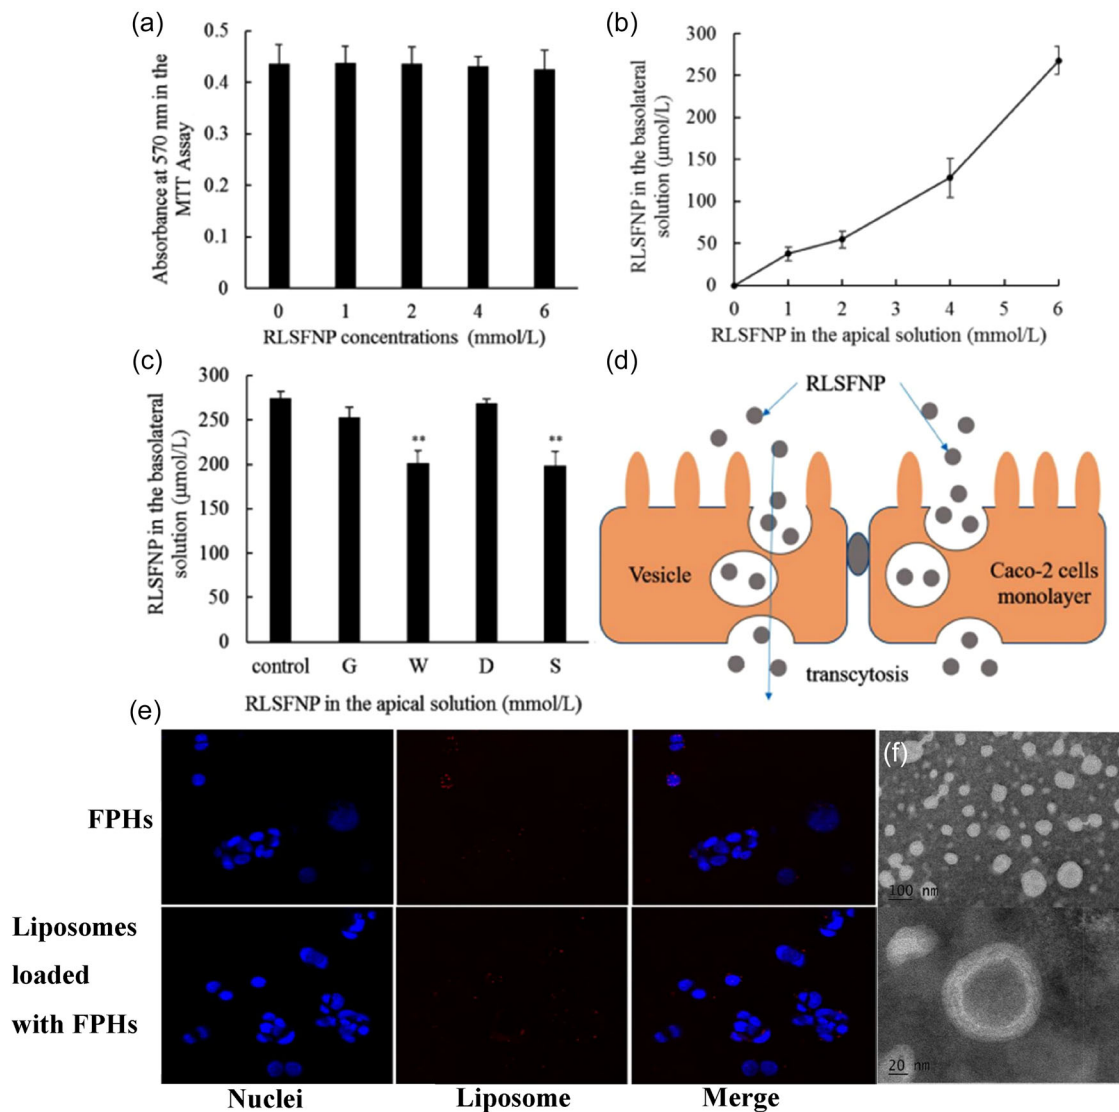 (a)
0.5
0.4
0.3
0.2
0.1
0
Absorbance at 570 nm in the
MTT Assay
0 1 2 4 6
RLSFNP concentrations (mmol/L)
(b)
300
250
200
150
100
50
0
RLSFNP in the basolateral
solution (μmol/L)
0 1 2 3 4 5 6
RLSFNP in the apical solution (mmol/L)
(c)
300
250
200
150
100
50
0
RLSFNP in the basolateral
solution (μmol/L)
** **
control G W D S
RLSFNP in the apical solution (mmol/L)
(d)
RLSFNP
Vesicle
Caco-2 cells
monolayer
transcytosis
(e)
FPHs
Liposomes
loaded
with FPHs
Nuclei Liposome Merge
(f)
100 nm
20 nm